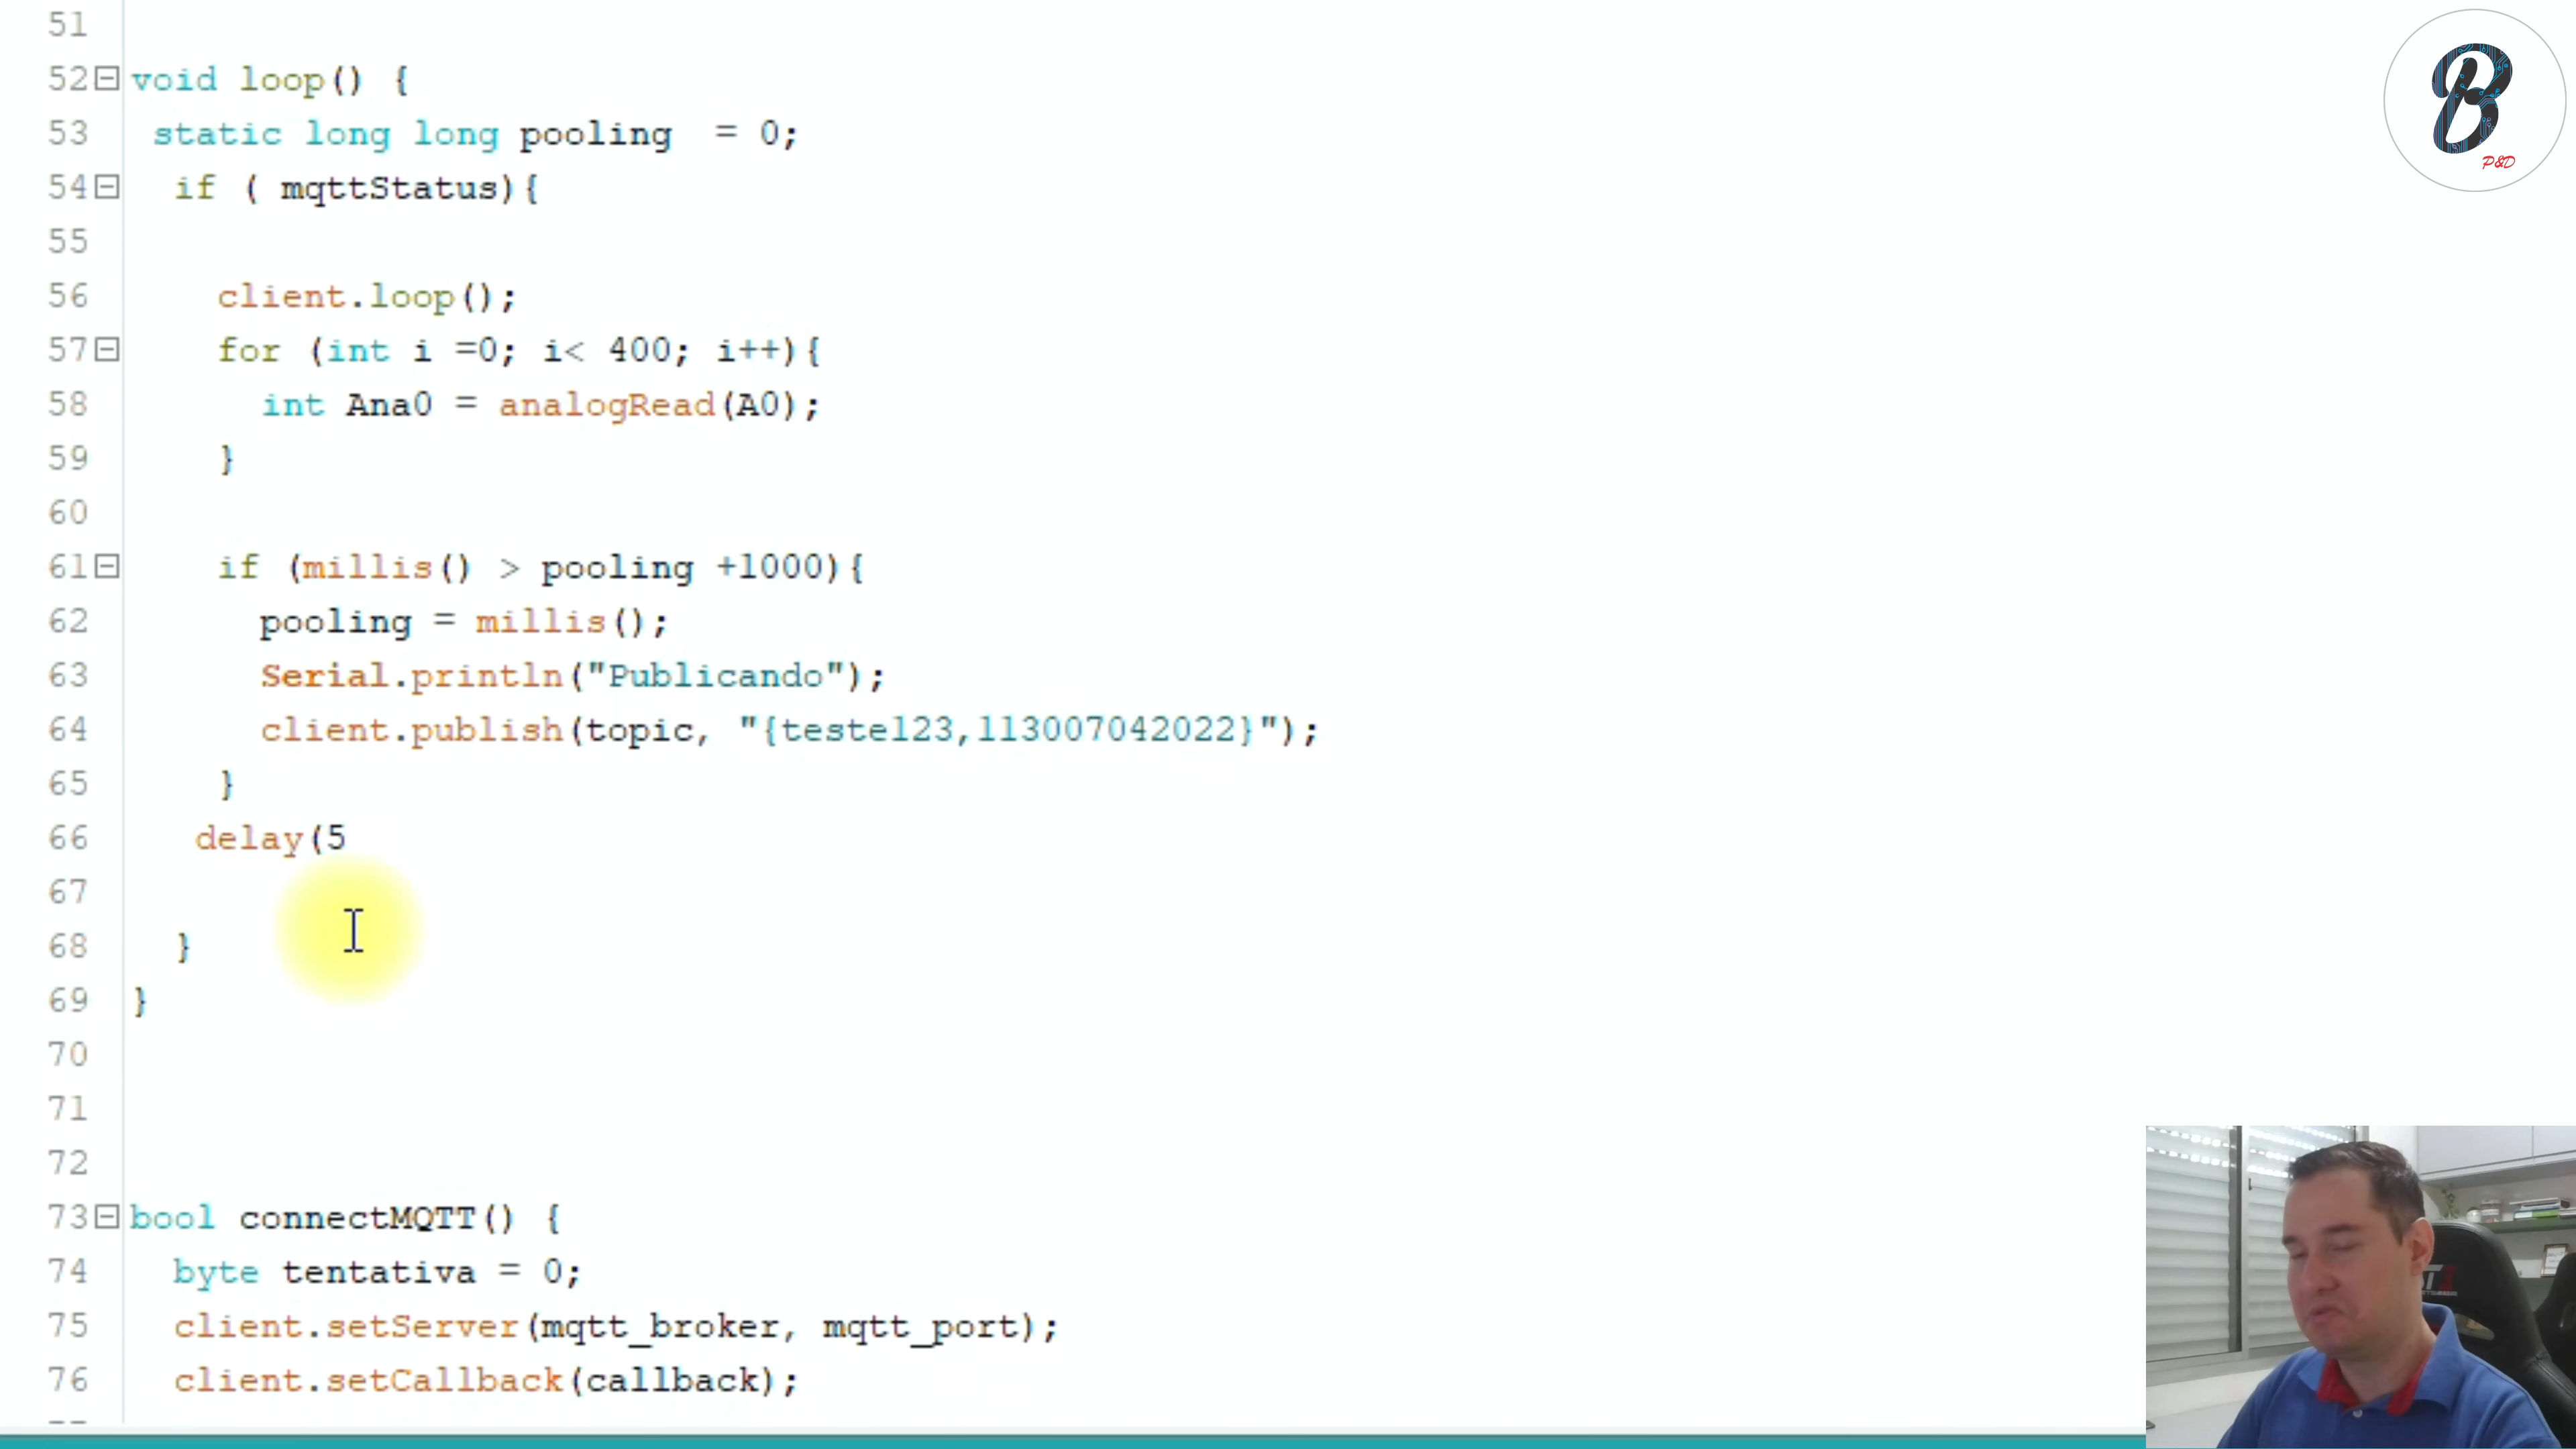 51
52 void loop() {
53 static long long pooling  = 0;
54 if ( mqttStatus){
55
56 client.loop();
57 for (int i =0; i< 400; i++){
58 int Ana0 = analogRead(A0);
59 }
60
61 if (millis() > pooling +1000){
62 pooling = millis();
63 Serial.println("Publicando");
64 client.publish(topic, "{teste123,113007042022}");
65 }
66 delay(5
67
68 }
69 }
70
71
72
73 bool connectMQTT() {
74 byte tentativa = 0;
75 client.setServer(mqtt_broker, mqtt_port);
76 client.setCallback(callback);
B
P&D